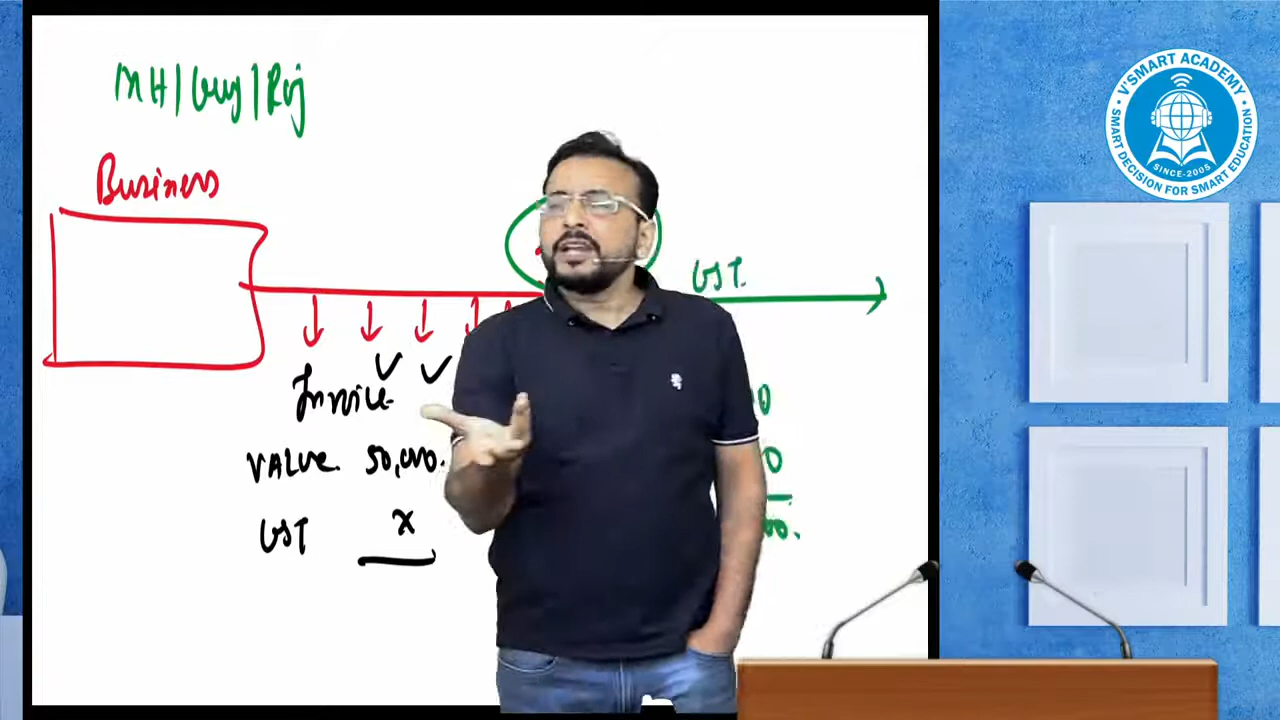 MH/Guj/Raj
Business
GST.
Invoice
VALUE. 50,000.
GST x
V'SMART ACADEMY
SINCE-2005
SMART DECISION FOR SMART EDUCATION